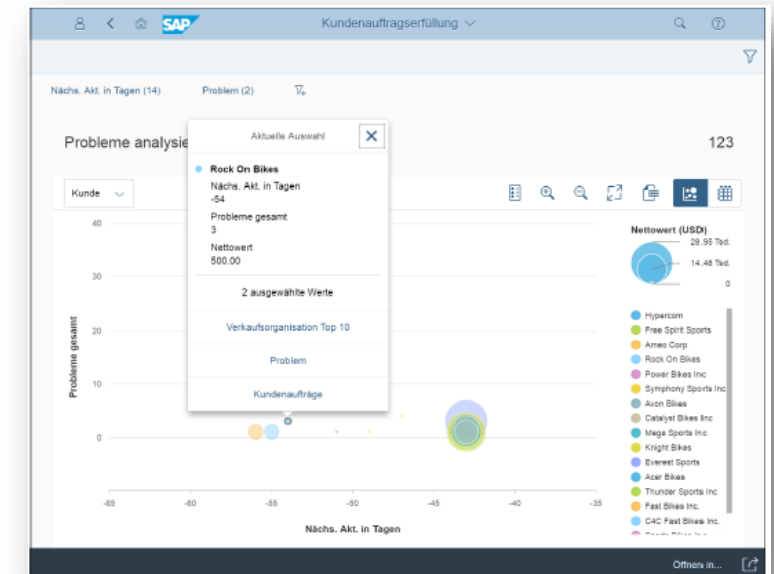 SAP
Kundenauftragserfüllung
Nächs. Akt. in Tagen (14)
Problem (2)
Probleme analysie
123
Aktuelle Auswahl
Rock On Bikes
Nächs. Akt. in Tagen
-54
Probleme gesamt
3
Nettowert
500.00
2 ausgewählte Werte
Verkaufsorganisation Top 10
Problem
Kundenaufträge
Kunde
Nettowert (USD)
28.95 Tsd.
14.48 Tsd.
0
Hypercom
Free Spirit Sports
Ameo Corp
Rock On Bikes
Power Bikes Inc
Symphony Sports Inc
Avon Bikes
Catalyst Bikes Inc
Mega Sports Inc
Knight Bikes
Everest Sports
Acer Bikes
Thunder Sports Inc
Fast Bikes Inc.
C4C Fast Bikes Inc.
Probleme gesamt
40
30
20
10
0
-65
-60
-55
-50
-45
-40
-35
Nächs. Akt. in Tagen
Öffnen in...